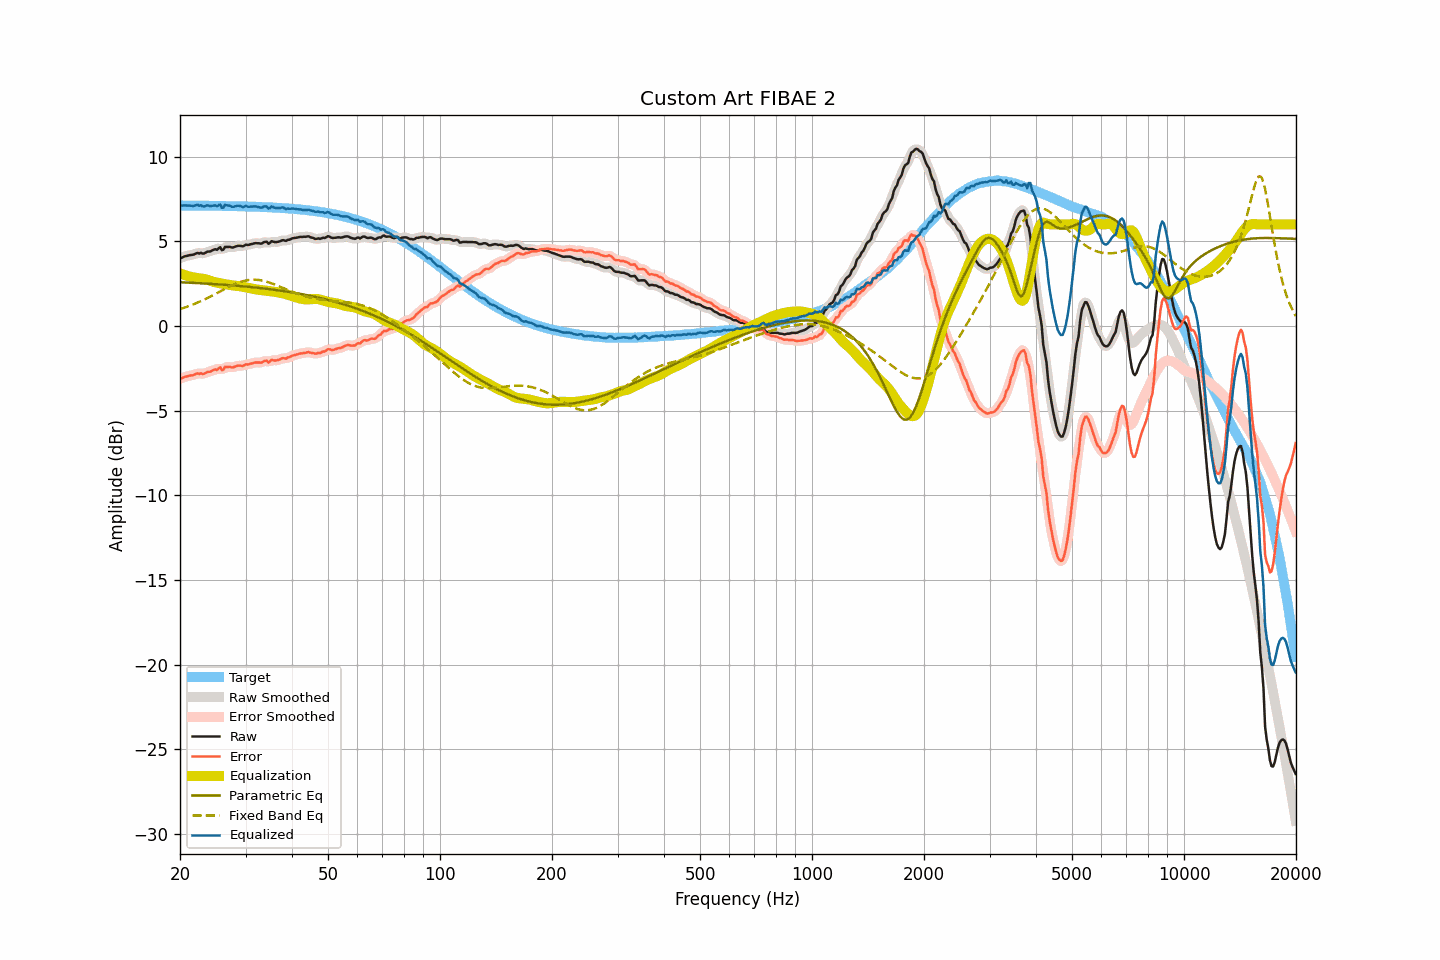 Custom Art FIBAE 2
Amplitude (dBr)
10
5
0
−5
−10
−15
−20
−25
−30
Target
Raw Smoothed
Error Smoothed
Raw
Error
Equalization
Parametric Eq
Fixed Band Eq
Equalized
20 50 100 200 500 1000 2000 5000 10000 20000
Frequency (Hz)